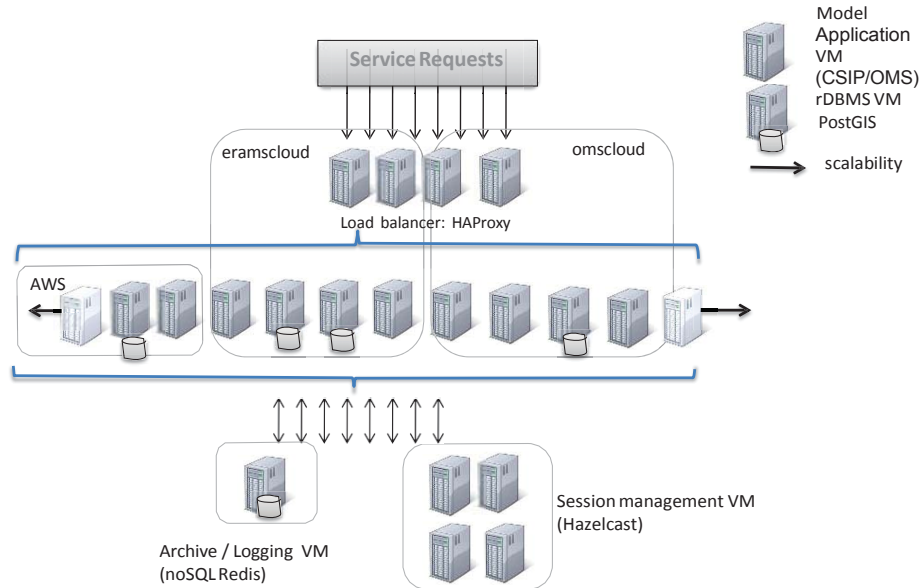 Service Requests
Model
Application
VM
(CSIP/OMS)
rDBMS VM
PostGIS
scalability
eramscloud
omscloud
Load balancer: HAProxy
AWS
Archive / Logging VM
(noSQL Redis)
Session management VM
(Hazelcast)